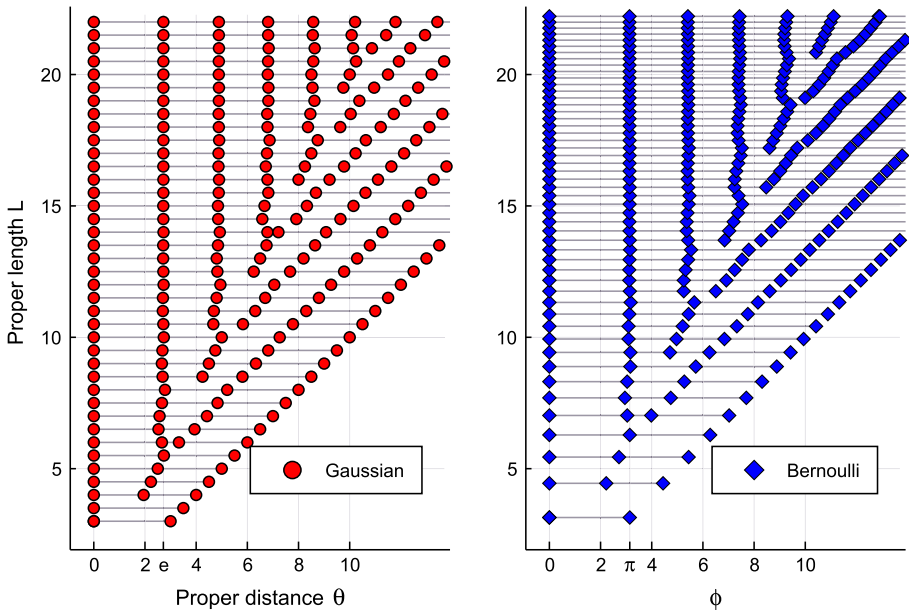 Proper length L
20
15
10
5
Gaussian
0 2 e 4 6 8 10
Proper distance θ
20
15
10
5
Bernoulli
0 2 π 4 6 8 10
ϕ